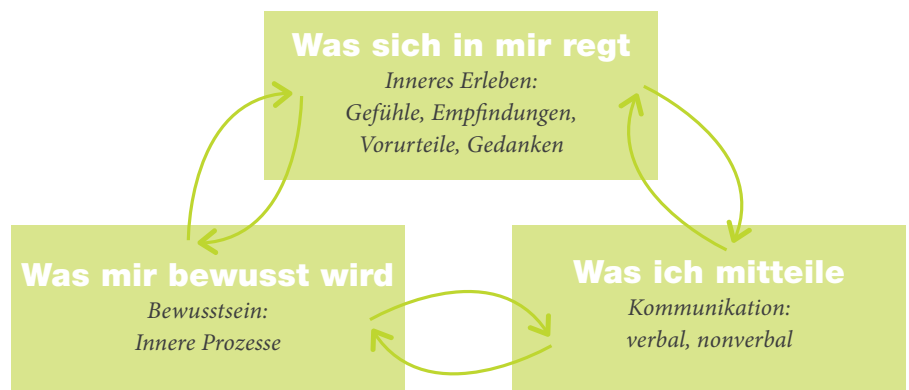 Was sich in mir regt
Inneres Erleben:
Gefühle, Empfindungen,
Vorurteile, Gedanken
Was mir bewusst wird
Bewusstsein:
Innere Prozesse
Was ich mitteile
Kommunikation:
verbal, nonverbal